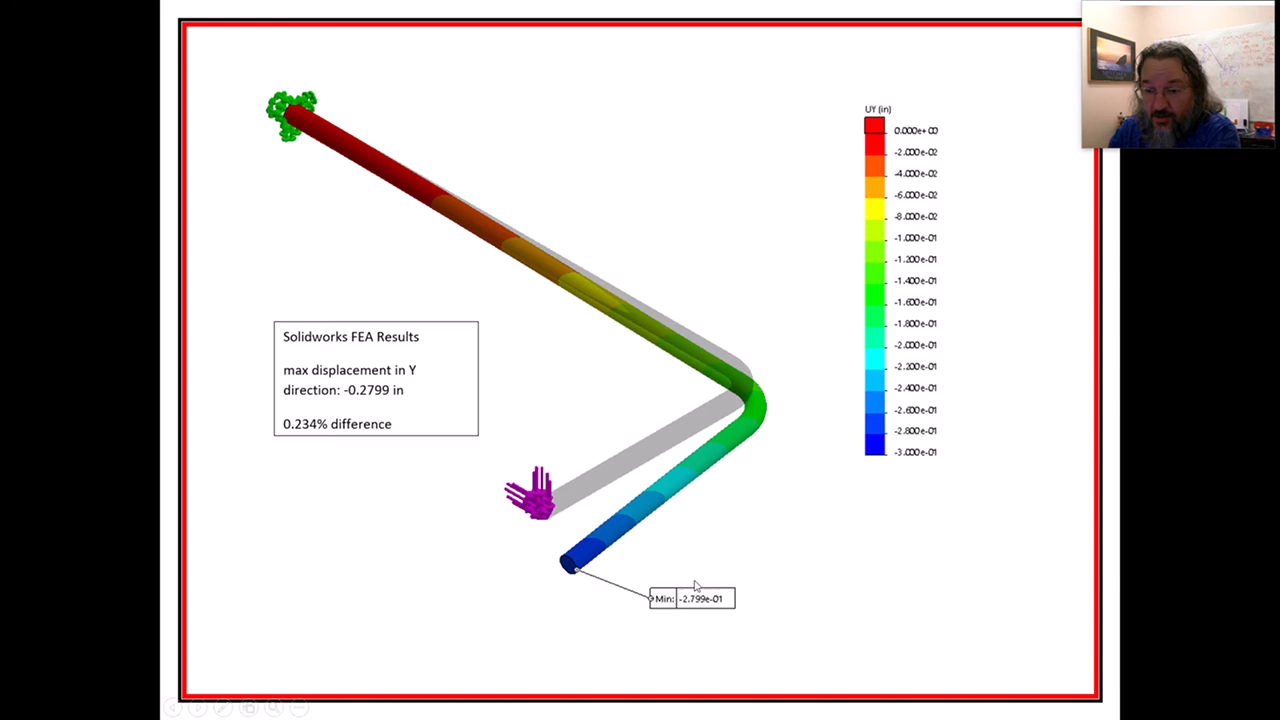 UY (in)
0.000e+00
-2.000e-02
-4.000e-02
-6.000e-02
-8.000e-02
-1.000e-01
-1.200e-01
-1.400e-01
-1.600e-01
-1.800e-01
-2.000e-01
-2.200e-01
-2.400e-01
-2.600e-01
-2.800e-01
-3.000e-01
Solidworks FEA Results
max displacement in Y
direction: -0.2799 in
0.234% difference
Min: -2.799e-01